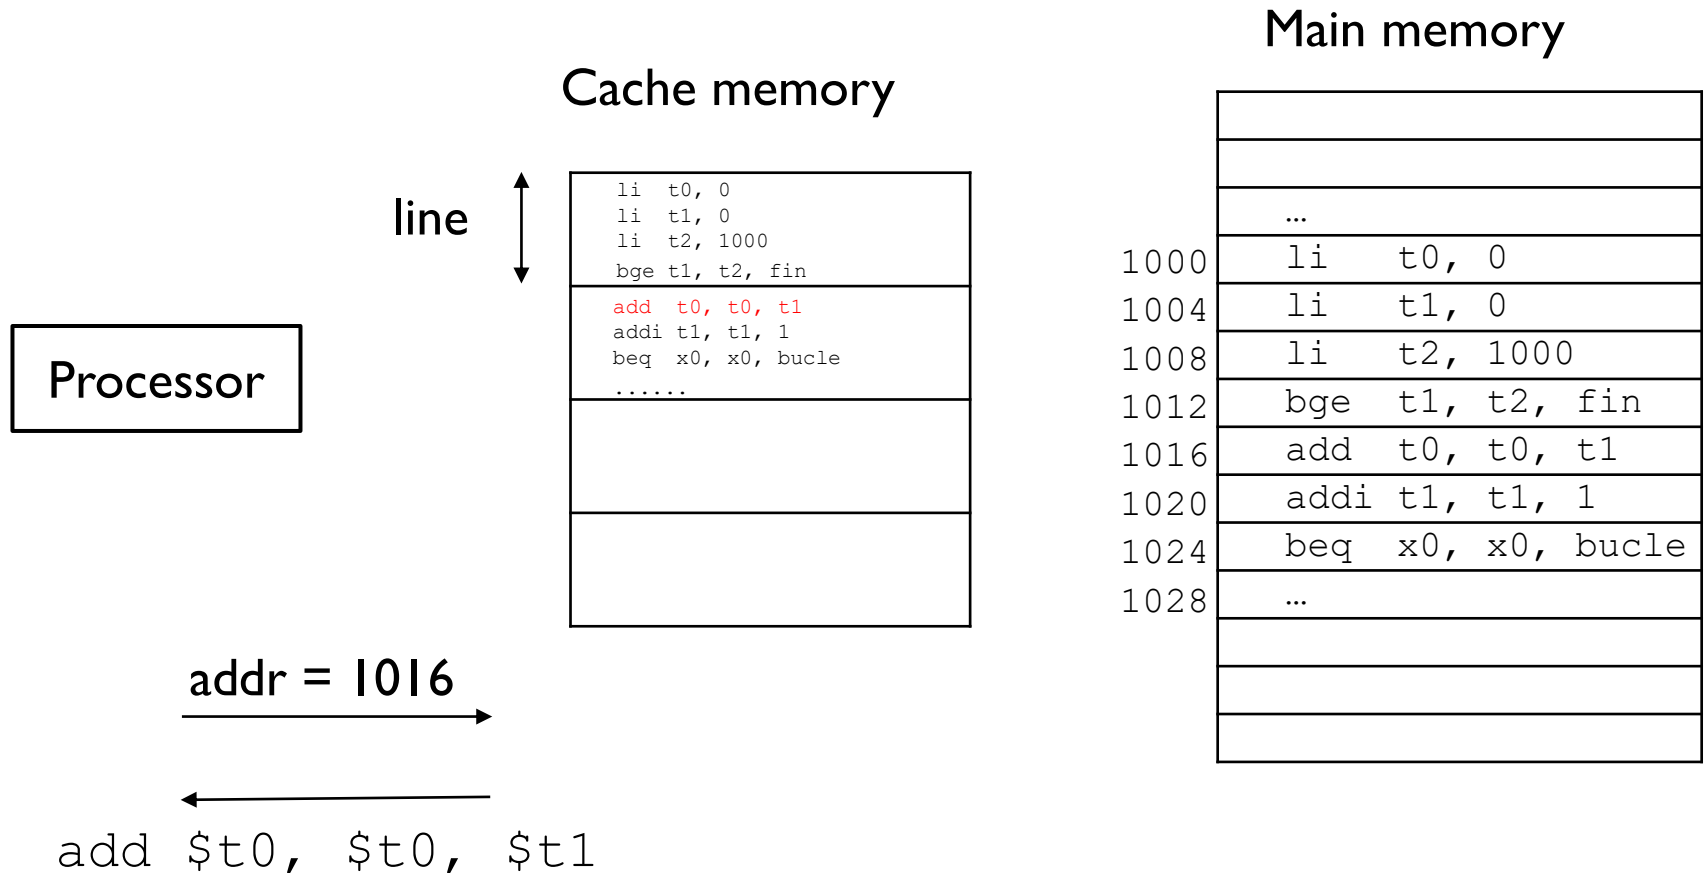 Main memory
Cache memory
line
li t0, 0
li t1, 0
li t2, 1000
bge t1, t2, fin
add t0, t0, t1
addi t1, t1, 1
beq x0, x0, bucle
......
Processor
…
1000 li t0, 0
1004 li t1, 0
1008 li t2, 1000
1012 bge t1, t2, fin
1016 add t0, t0, t1
1020 addi t1, t1, 1
1024 beq x0, x0, bucle
1028 …
addr = 1016
add $t0, $t0, $t1